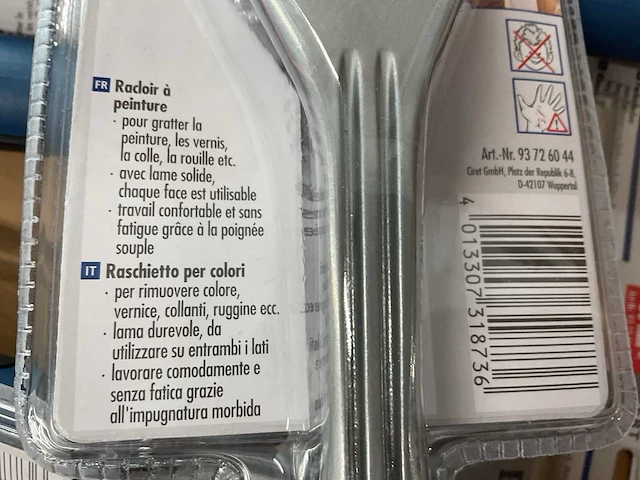 FR Racloir à
peinture
· pour gratter la
peinture, les vernis,
la colle, la rouille etc.
· avec lame solide,
chaque face est utilisable
· travail confortable et sans
fatigue grâce à la poignée
souple
IT Raschietto per colori
· per rimuovere colore,
vernice, collanti, ruggine ecc.
· lama durevole, da
utilizzare su entrambi i lati
· lavorare comodamente e
senza fatica grazie
all'impugnatura morbida
Art.-Nr. 93 72 60 44
Ciret GmbH, Platz der Republik 6-8,
D-42107 Wuppertal
4 013307 318736